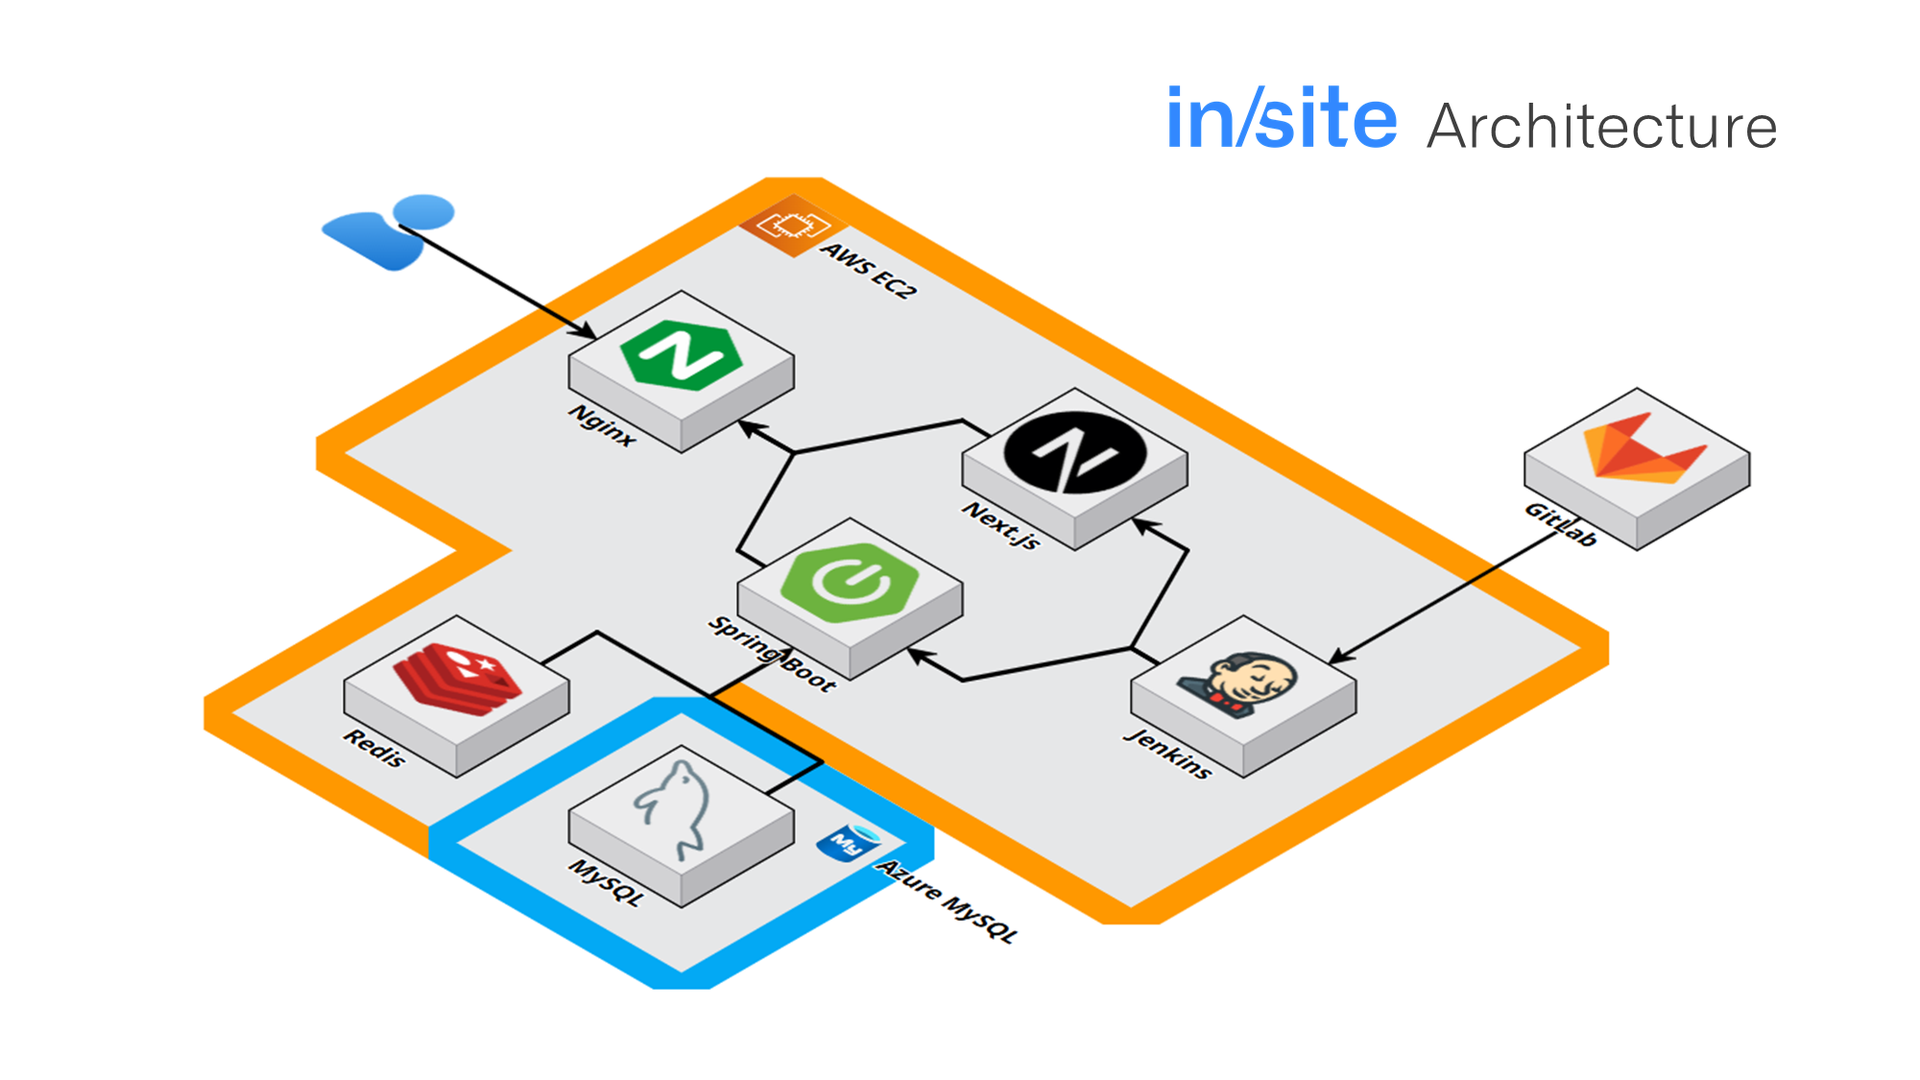 in/site Architecture
AWS EC2
Nginx
Next.js
GitLab
Spring Boot
Redis
Jenkins
MySQL
My
Azure MySQL